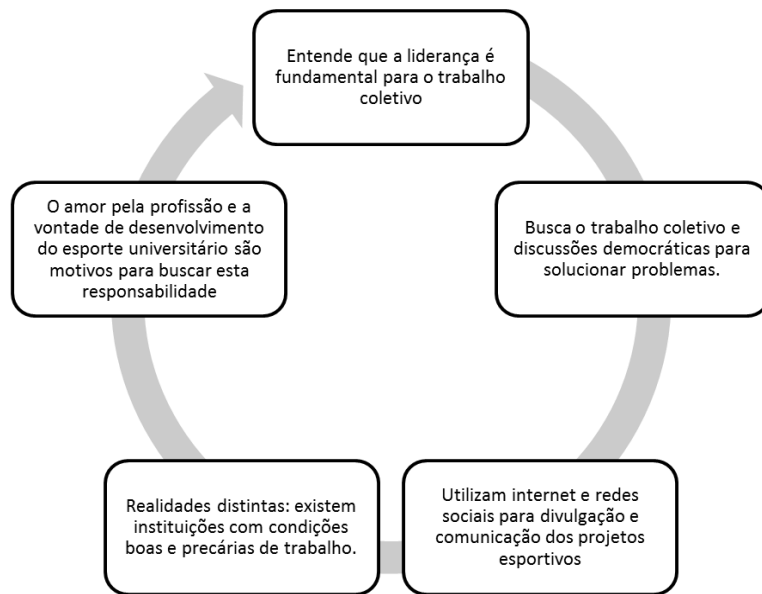 Entende que a liderança é
fundamental para o trabalho
coletivo
O amor pela profissão e a
vontade de desenvolvimento
do esporte universitário são
motivos para buscar esta
responsabilidade
Busca o trabalho coletivo e
discussões democráticas para
solucionar problemas.
Realidades distintas: existem
instituições com condições
boas e precárias de trabalho.
Utilizam internet e redes
sociais para divulgação e
comunicação dos projetos
esportivos